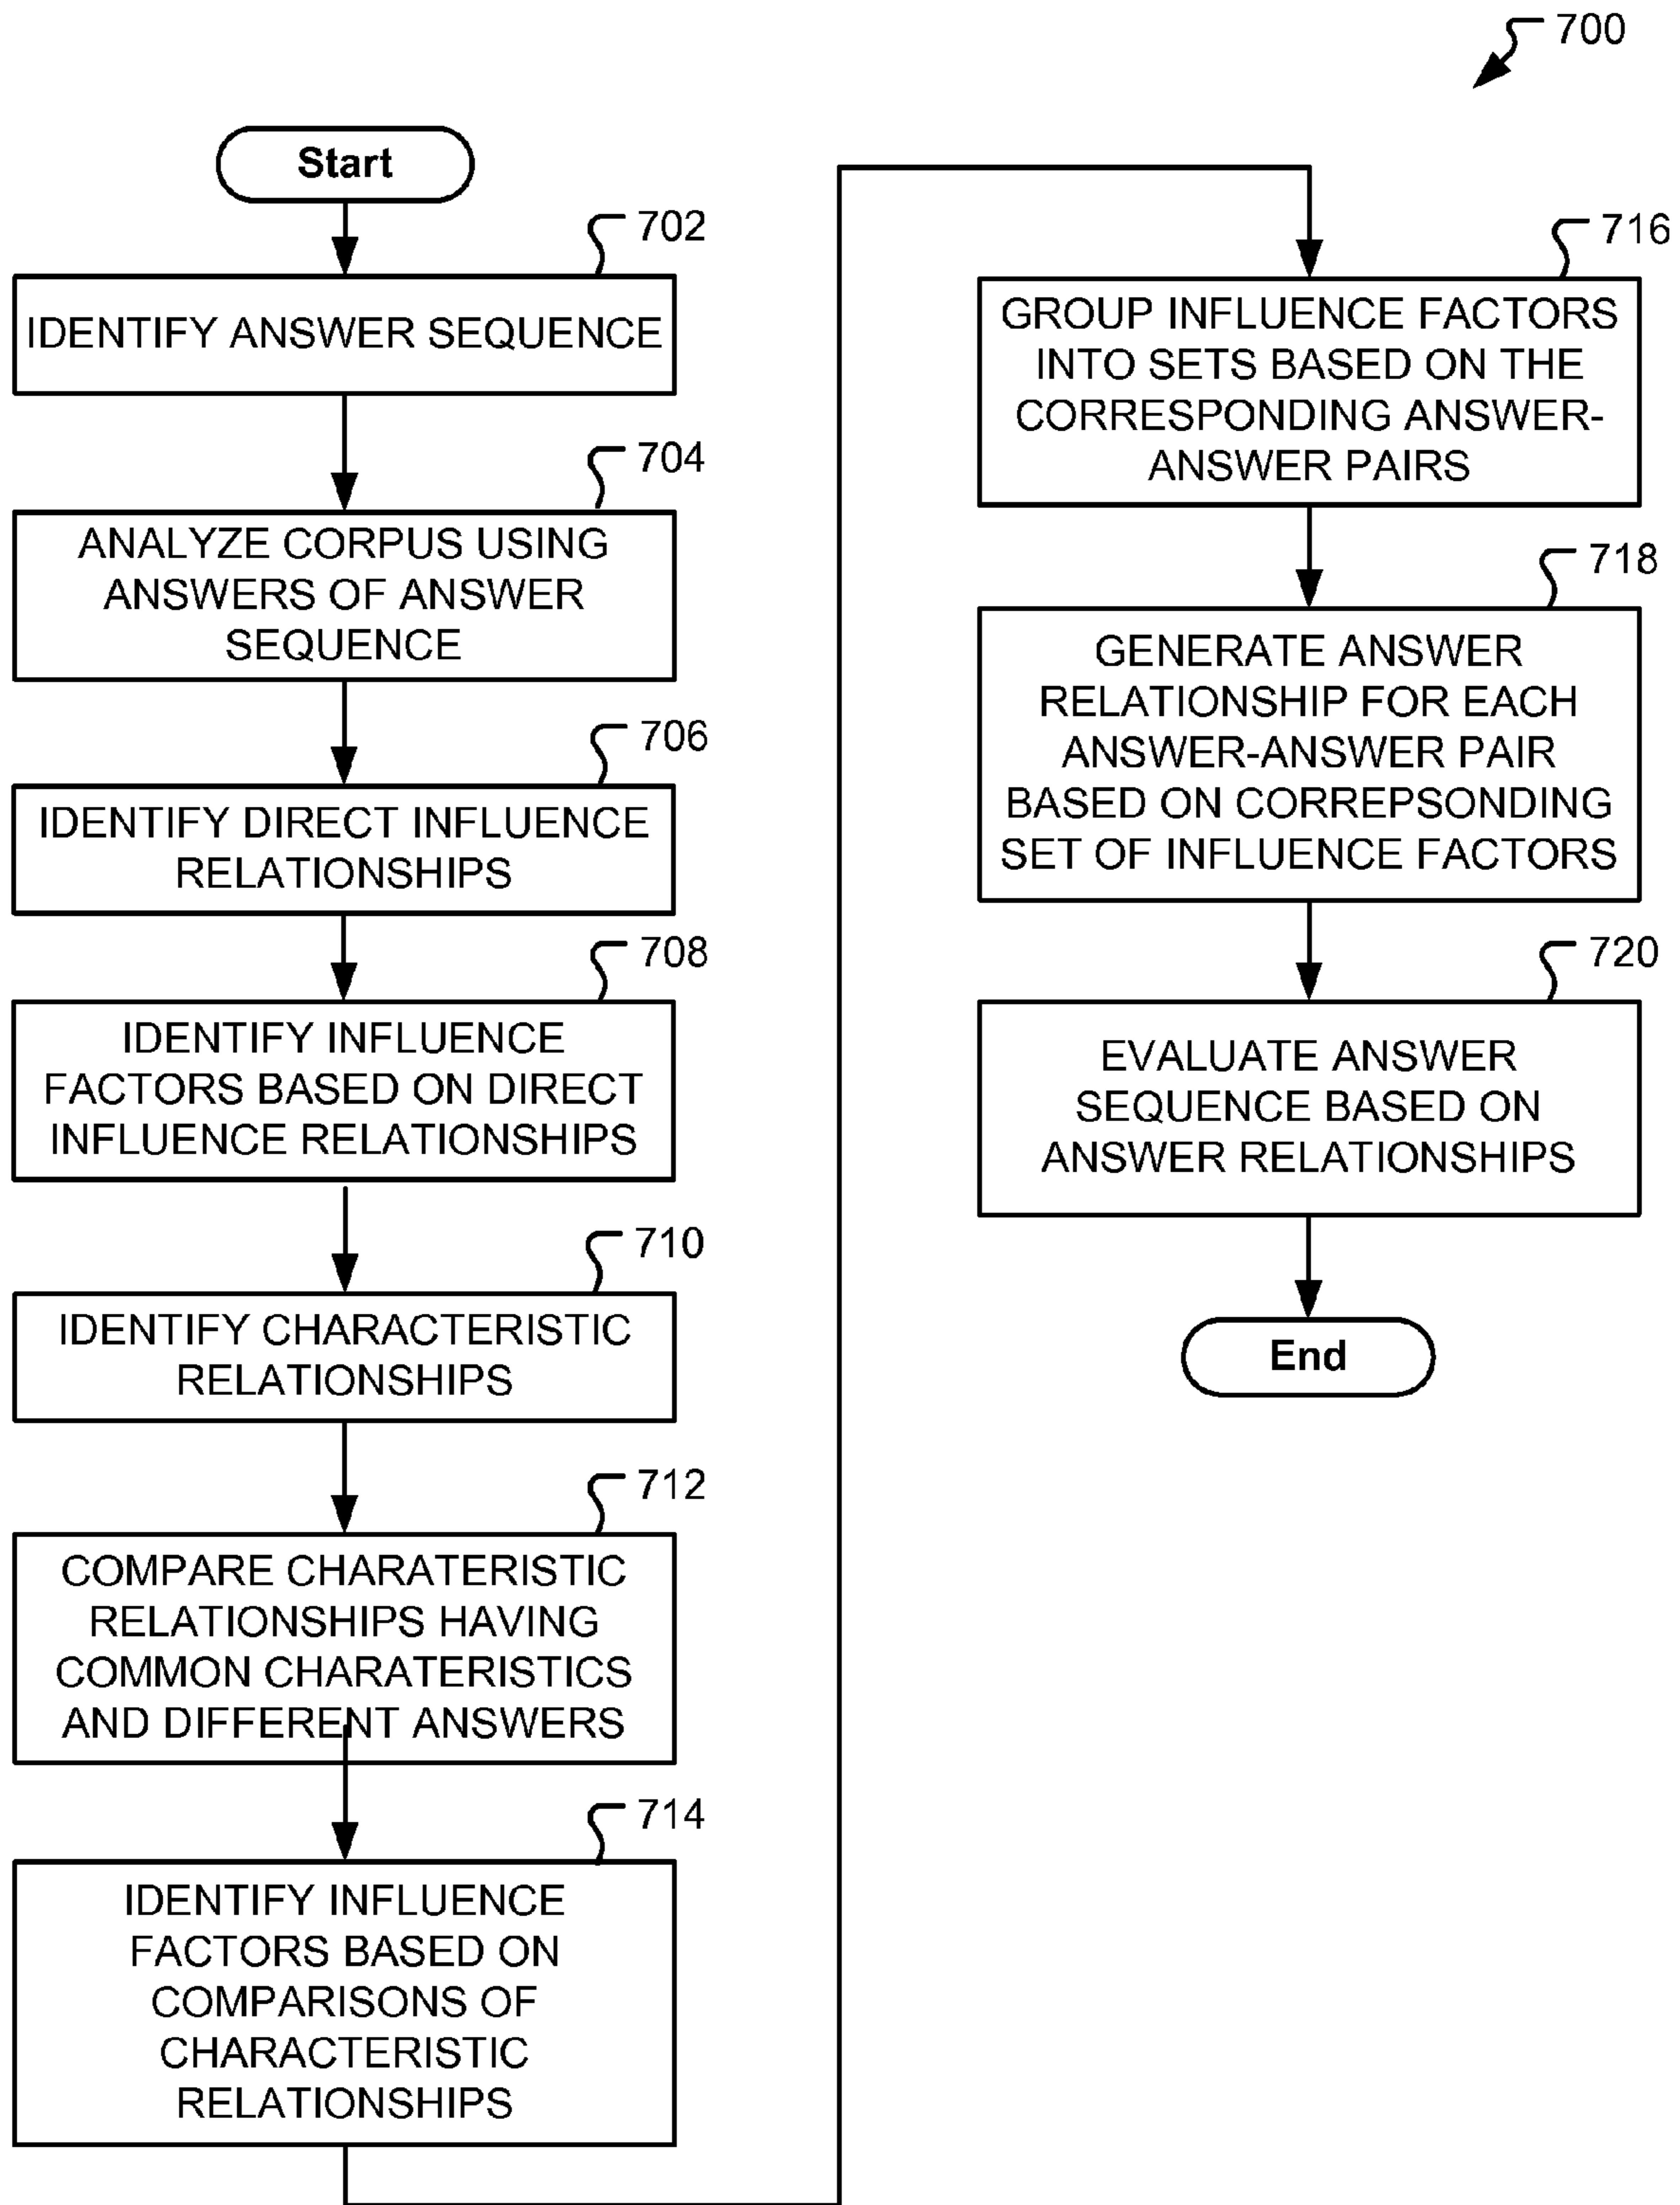 700
Start
702
IDENTIFY ANSWER SEQUENCE
704
ANALYZE CORPUS USING
ANSWERS OF ANSWER
SEQUENCE
706
IDENTIFY DIRECT INFLUENCE
RELATIONSHIPS
708
IDENTIFY INFLUENCE
FACTORS BASED ON DIRECT
INFLUENCE RELATIONSHIPS
710
IDENTIFY CHARACTERISTIC
RELATIONSHIPS
712
COMPARE CHARATERISTIC
RELATIONSHIPS HAVING
COMMON CHARATERISTICS
AND DIFFERENT ANSWERS
714
IDENTIFY INFLUENCE
FACTORS BASED ON
COMPARISONS OF
CHARACTERISTIC
RELATIONSHIPS
716
GROUP INFLUENCE FACTORS
INTO SETS BASED ON THE
CORRESPONDING ANSWER-
ANSWER PAIRS
718
GENERATE ANSWER
RELATIONSHIP FOR EACH
ANSWER-ANSWER PAIR
BASED ON CORREPSONDING
SET OF INFLUENCE FACTORS
720
EVALUATE ANSWER
SEQUENCE BASED ON
ANSWER RELATIONSHIPS
End